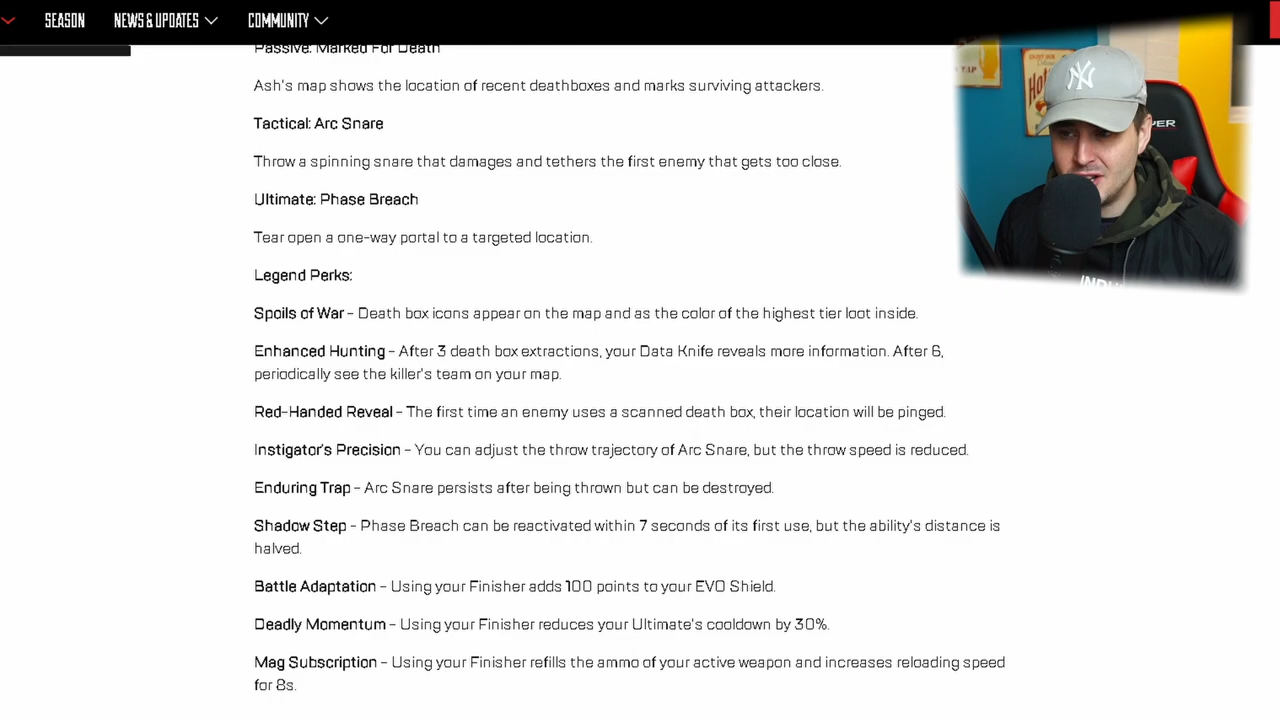 SEASON NEWS & UPDATES COMMUNITY
Passive: Marked For Death
Ash's map shows the location of recent deathboxes and marks surviving attackers.
Tactical: Arc Snare
Throw a spinning snare that damages and tethers the first enemy that gets too close.
Ultimate: Phase Breach
Tear open a one-way portal to a targeted location.
Legend Perks:
Spoils of War – Death box icons appear on the map and as the color of the highest tier loot inside.
Enhanced Hunting – After 3 death box extractions, your Data Knife reveals more information. After 6,
periodically see the killer's team on your map.
Red-Handed Reveal – The first time an enemy uses a scanned death box, their location will be pinged.
Instigator's Precision – You can adjust the throw trajectory of Arc Snare, but the throw speed is reduced.
Enduring Trap – Arc Snare persists after being thrown but can be destroyed.
Shadow Step – Phase Breach can be reactivated within 7 seconds of its first use, but the ability's distance is
halved.
Battle Adaptation – Using your Finisher adds 100 points to your EVO Shield.
Deadly Momentum – Using your Finisher reduces your Ultimate's cooldown by 30%.
Mag Subscription – Using your Finisher refills the ammo of your active weapon and increases reloading speed
for 8s.
NY